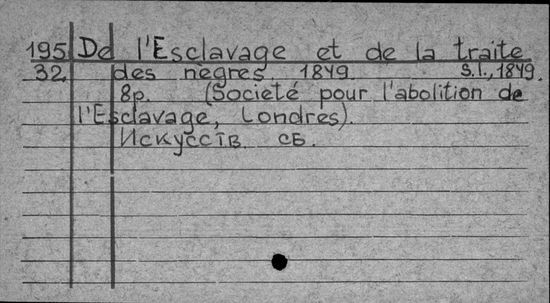 195 De l'Esclavage et de la traite
32 des nègres 1849 s.l., 1849.
8p. (Societé pour l'abolition de
l'Esclavage, Londres).
Искусств сб.